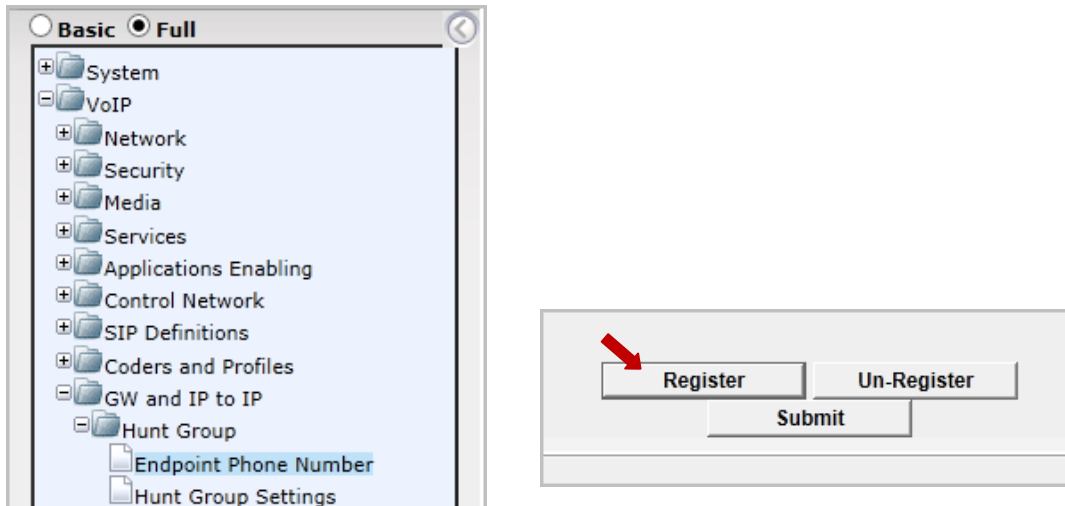 Basic Full
System
VoIP
Network
Security
Media
Services
Applications Enabling
Control Network
SIP Definitions
Coders and Profiles
GW and IP to IP
Hunt Group
Endpoint Phone Number
Hunt Group Settings
Register Un-Register
Submit